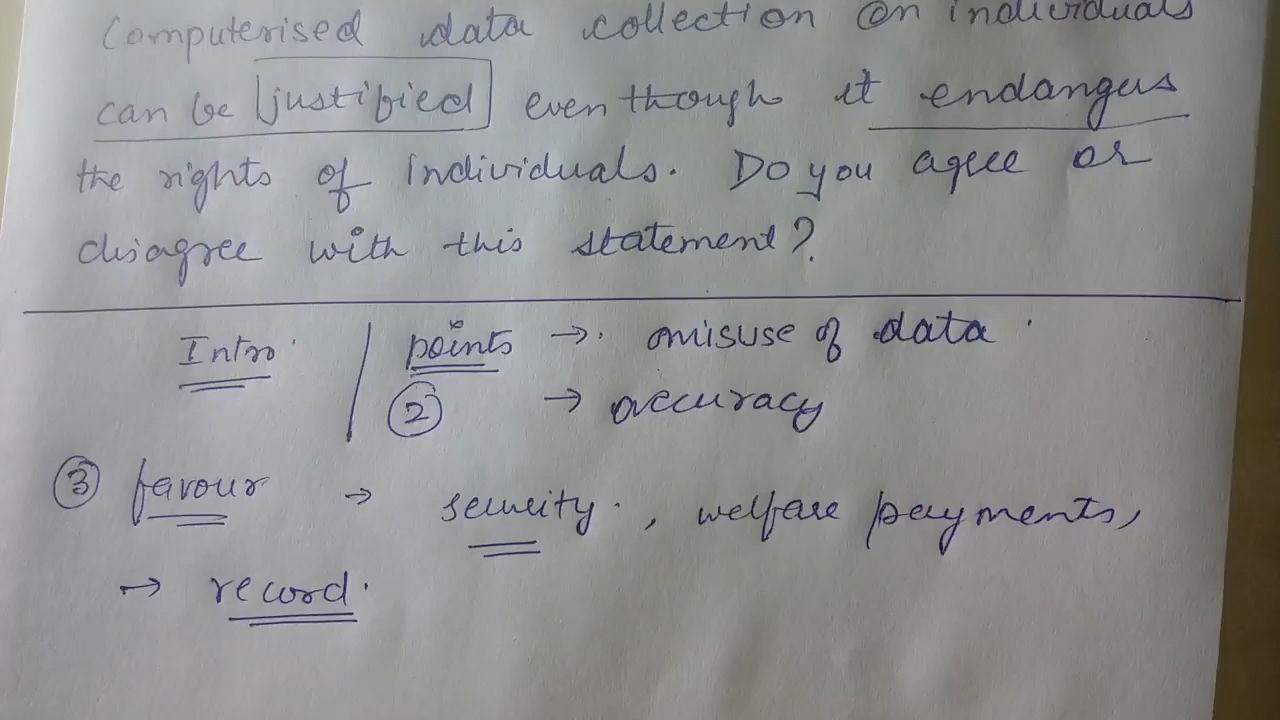 Computerised data collection on individuals
can be justified even though it endangers
the rights of individuals. Do you agree or
disagree with this statement?
Intro. points → misuse of data.
② → accuracy
③ favour → security, welfare payments,
→ record.